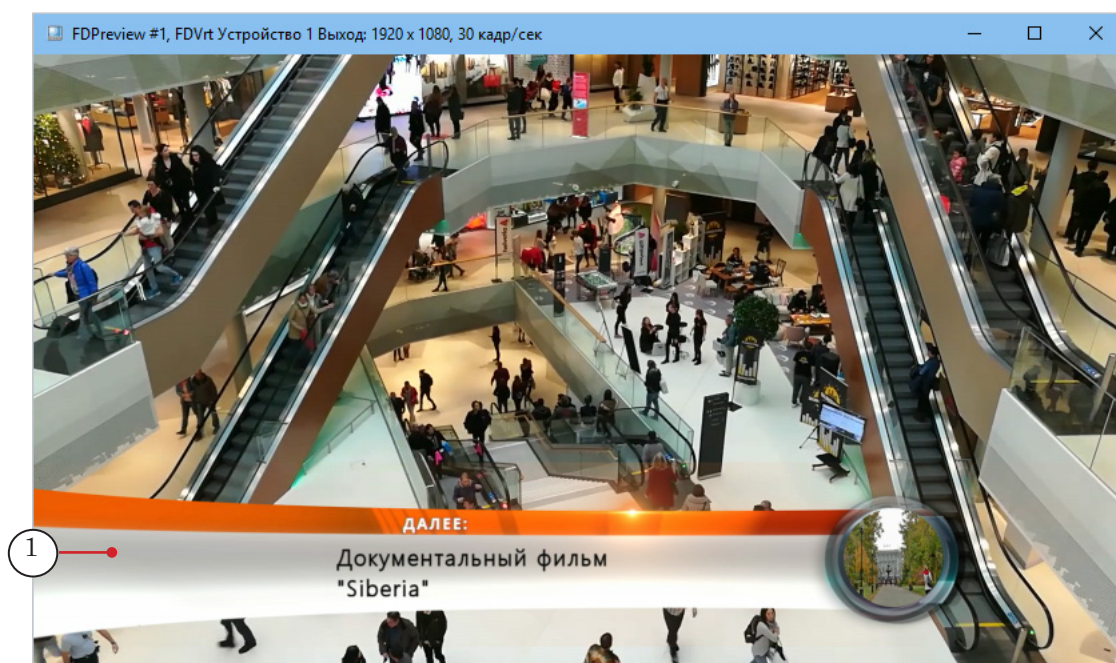 FDPreview #1, FDVrt Устройство 1 Выход: 1920 x 1080, 30 кадр/сек
ДАЛЕЕ:
1
Документальный фильм
"Siberia"